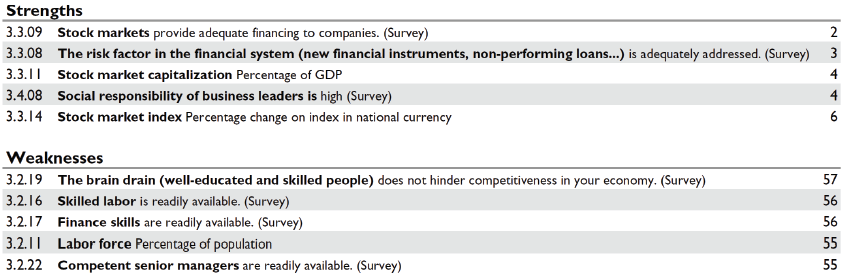 Strengths
3.3.09 Stock markets provide adequate financing to companies. (Survey) 2
3.3.08 The risk factor in the financial system (new financial instruments, non-performing loans...) is adequately addressed. (Survey) 3
3.3.11 Stock market capitalization Percentage of GDP 4
3.4.08 Social responsibility of business leaders is high (Survey) 4
3.3.14 Stock market index Percentage change on index in national currency 6
Weaknesses
3.2.19 The brain drain (well-educated and skilled people) does not hinder competitiveness in your economy. (Survey) 57
3.2.16 Skilled labor is readily available. (Survey) 56
3.2.17 Finance skills are readily available. (Survey) 56
3.2.11 Labor force Percentage of population 55
3.2.22 Competent senior managers are readily available. (Survey) 55